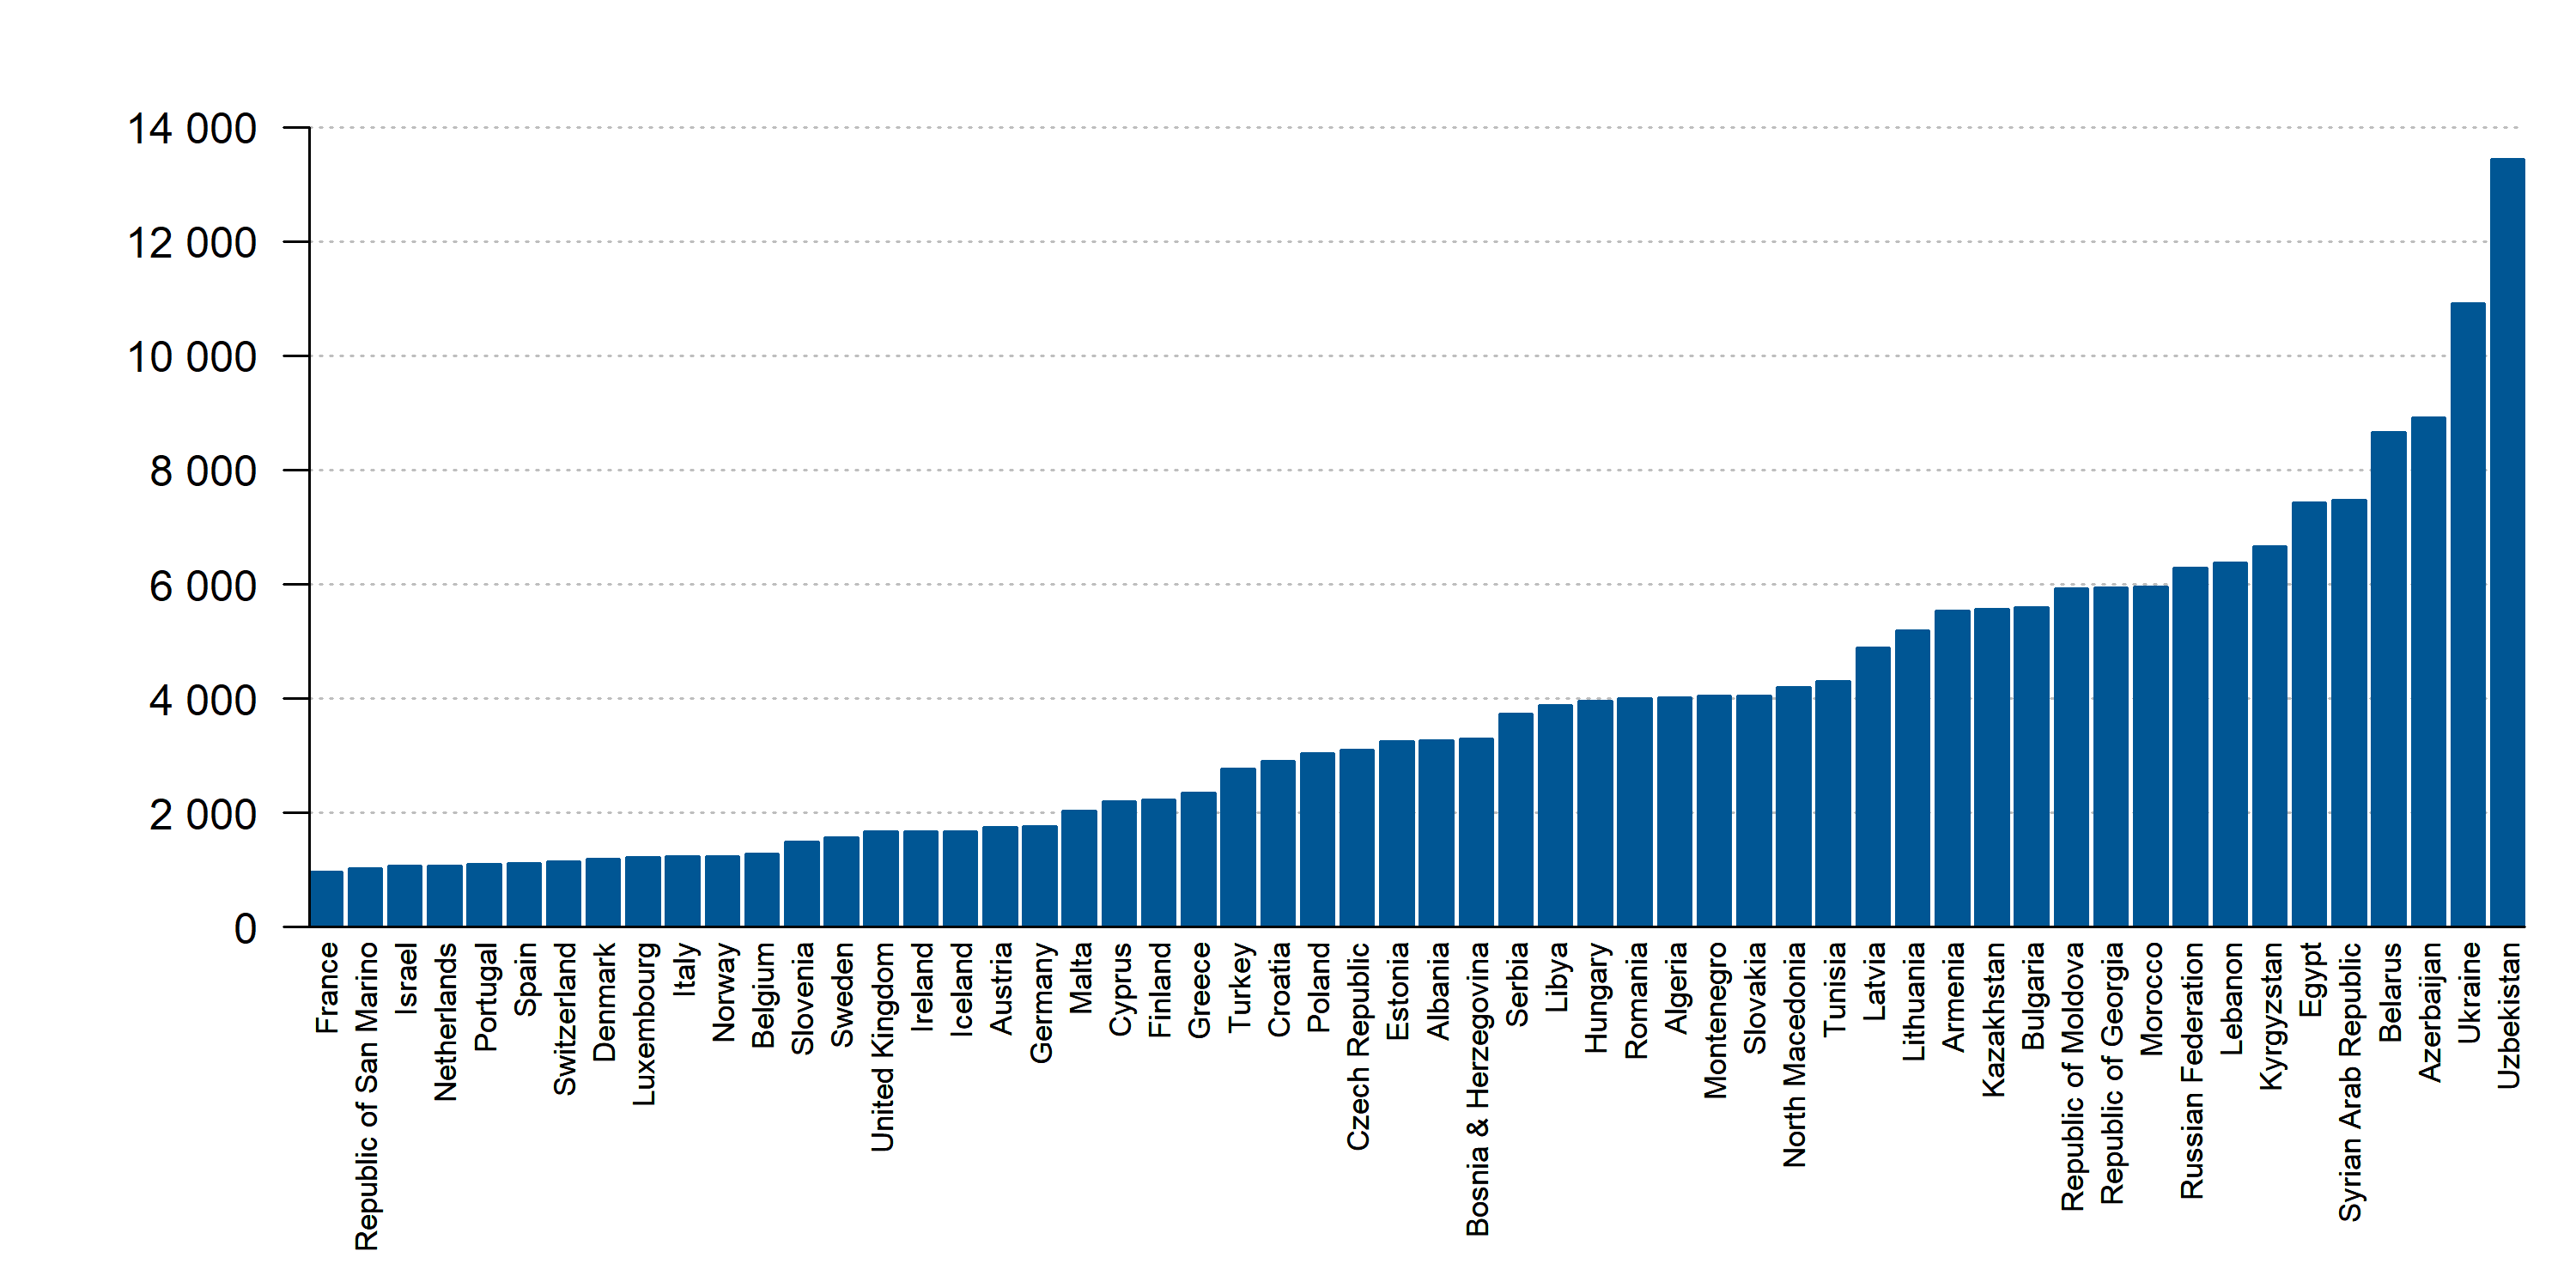 14 000
12 000
10 000
8 000
6 000
4 000
2 000
0
France
Republic of San Marino
Israel
Netherlands
Portugal
Spain
Switzerland
Denmark
Luxembourg
Italy
Norway
Belgium
Slovenia
Sweden
United Kingdom
Ireland
Iceland
Austria
Germany
Malta
Cyprus
Finland
Greece
Turkey
Croatia
Poland
Czech Republic
Estonia
Albania
Bosnia & Herzegovina
Serbia
Libya
Hungary
Romania
Algeria
Montenegro
Slovakia
North Macedonia
Tunisia
Latvia
Lithuania
Armenia
Kazakhstan
Bulgaria
Republic of Moldova
Republic of Georgia
Morocco
Russian Federation
Lebanon
Kyrgyzstan
Egypt
Syrian Arab Republic
Belarus
Azerbaijan
Ukraine
Uzbekistan